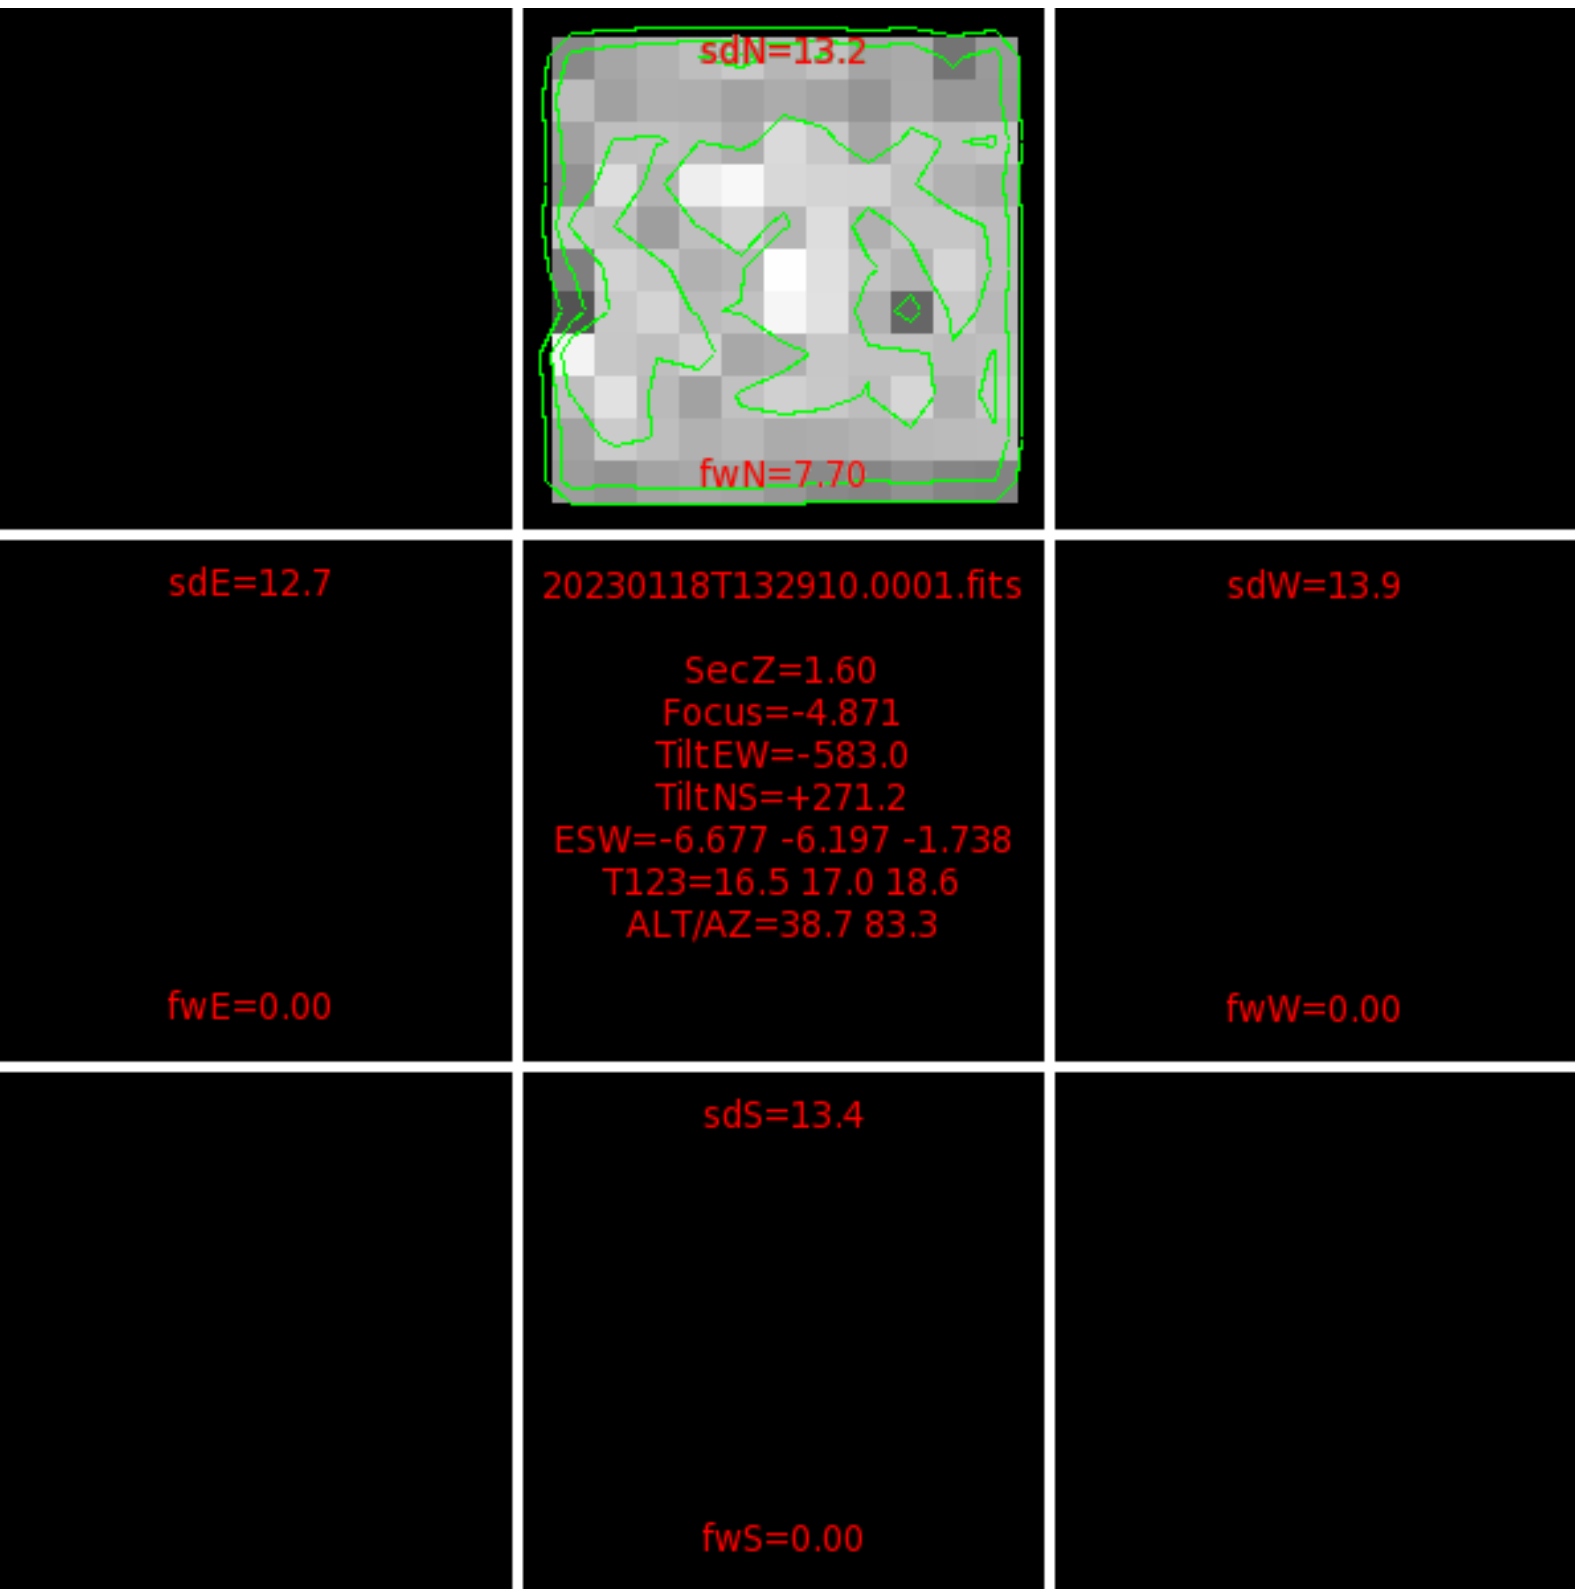 sdN=13.2
fwN=7.70
sdE=12.7
20230118T132910.0001.fits
sdW=13.9
SecZ=1.60
Focus=-4.871
TiltEW=-583.0
TiltNS=+271.2
ESW=-6.677 -6.197 -1.738
T123=16.5 17.0 18.6
ALT/AZ=38.7 83.3
fwE=0.00
fwW=0.00
sdS=13.4
fwS=0.00